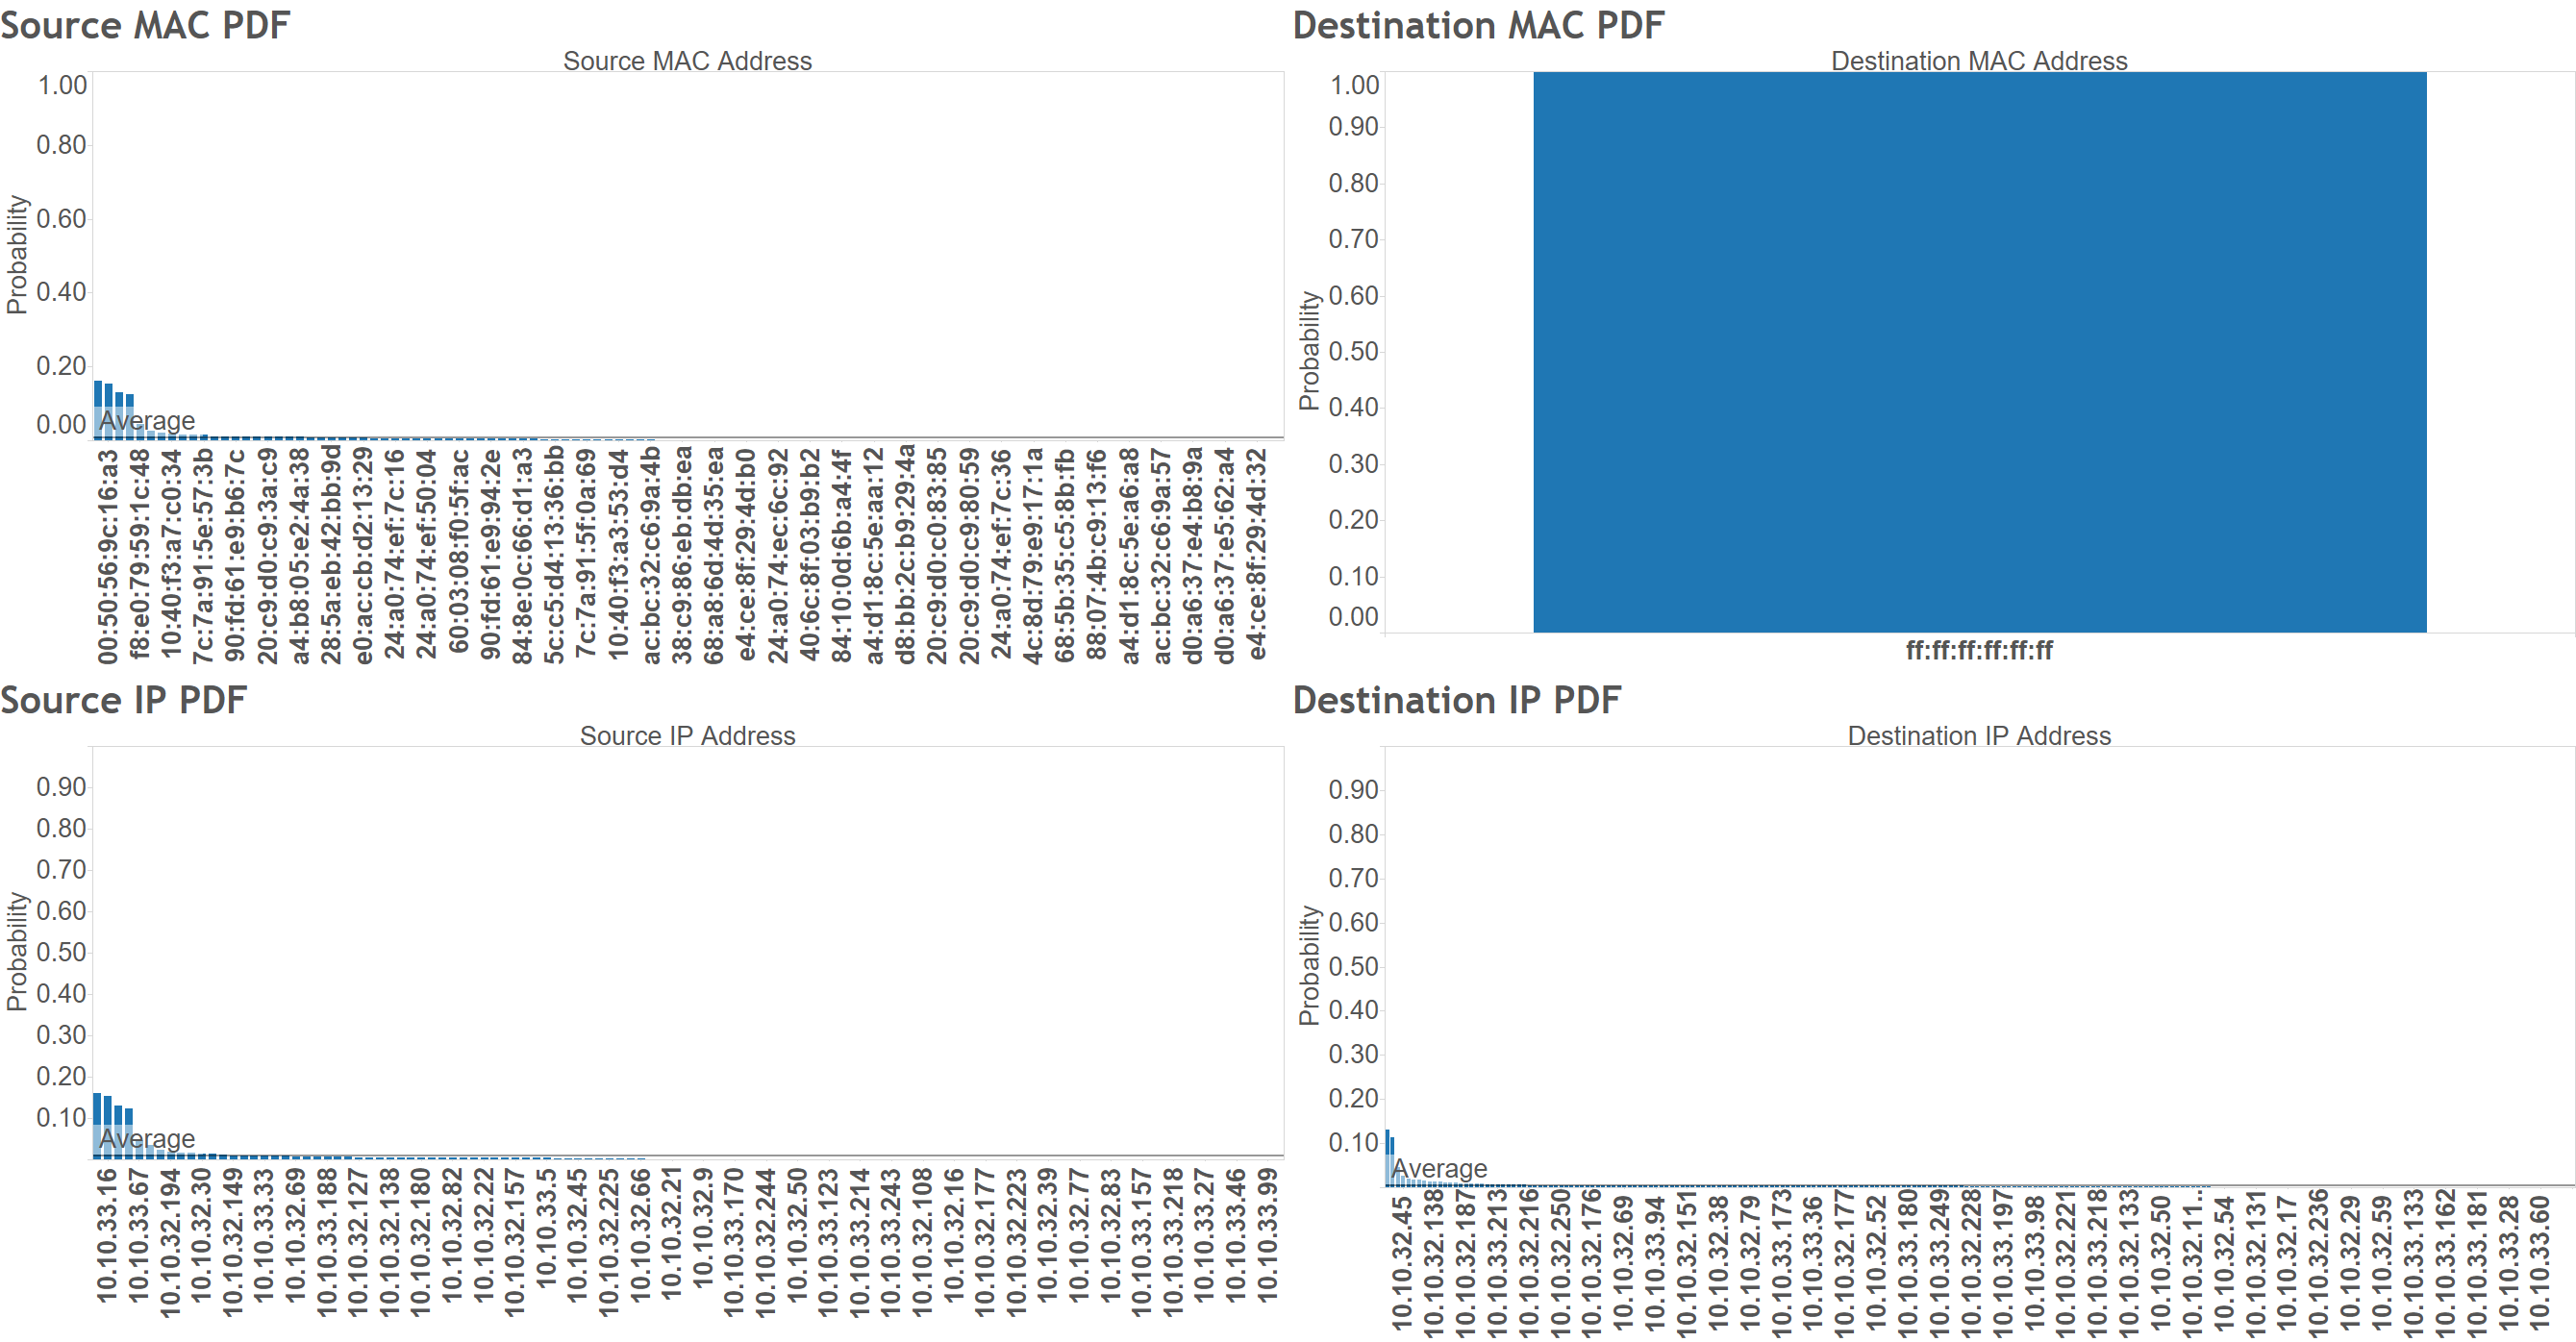 Source MAC PDF
Source MAC Address
Probability
1.00
0.80
0.60
0.40
0.20
0.00
Average
00:50:56:9c:16:a3
f8:e0:79:59:1c:48
10:40:f3:a7:c0:34
7c:7a:91:5e:57:3b
90:fd:61:e9:b6:7c
20:c9:d0:c9:3a:c9
a4:b8:05:e2:4a:38
28:5a:eb:42:bb:9d
e0:ac:cb:d2:13:29
24:a0:74:ef:7c:16
24:a0:74:ef:50:04
60:03:08:f0:5f:ac
90:fd:61:e9:94:2e
84:8e:0c:66:d1:a3
5c:c5:d4:13:36:bb
7c:7a:91:5f:0a:69
10:40:f3:a3:53:d4
ac:bc:32:c6:9a:4b
38:c9:86:eb:db:ea
68:a8:6d:4d:35:ea
e4:ce:8f:29:4d:b0
24:a0:74:ec:6c:92
40:6c:8f:03:b9:b2
84:10:0d:6b:a4:4f
a4:d1:8c:5e:aa:12
d8:bb:2c:b9:29:4a
20:c9:d0:c0:83:85
20:c9:d0:c9:80:59
24:a0:74:ef:7c:36
4c:8d:79:e9:17:1a
68:5b:35:c5:8b:fb
88:07:4b:c9:13:f6
a4:d1:8c:5e:a6:a8
ac:bc:32:c6:9a:57
d0:a6:37:e4:b8:9a
d0:a6:37:e5:62:a4
e4:ce:8f:29:4d:32
Destination MAC PDF
Destination MAC Address
Probability
1.00
0.90
0.80
0.70
0.60
0.50
0.40
0.30
0.20
0.10
0.00
ff:ff:ff:ff:ff:ff
Source IP PDF
Source IP Address
Probability
0.90
0.80
0.70
0.60
0.50
0.40
0.30
0.20
0.10
Average
10.10.33.16
10.10.33.67
10.10.32.194
10.10.32.30
10.10.32.149
10.10.33.33
10.10.32.69
10.10.33.188
10.10.32.127
10.10.32.138
10.10.32.180
10.10.32.82
10.10.32.22
10.10.32.157
10.10.33.5
10.10.32.45
10.10.32.225
10.10.32.66
10.10.32.21
10.10.32.9
10.10.33.170
10.10.32.244
10.10.32.50
10.10.33.123
10.10.33.214
10.10.33.243
10.10.32.108
10.10.32.16
10.10.32.177
10.10.32.223
10.10.32.39
10.10.32.77
10.10.32.83
10.10.33.157
10.10.33.218
10.10.33.27
10.10.33.46
10.10.33.99
Destination IP PDF
Destination IP Address
Probability
0.90
0.80
0.70
0.60
0.50
0.40
0.30
0.20
0.10
Average
10.10.32.45
10.10.32.138
10.10.32.187
10.10.33.213
10.10.32.216
10.10.32.250
10.10.32.176
10.10.32.69
10.10.33.94
10.10.32.151
10.10.32.38
10.10.32.79
10.10.33.173
10.10.33.36
10.10.32.177
10.10.32.52
10.10.33.180
10.10.33.249
10.10.32.228
10.10.33.197
10.10.33.98
10.10.32.221
10.10.33.218
10.10.32.133
10.10.32.50
10.10.32.11..
10.10.32.54
10.10.32.131
10.10.32.17
10.10.32.236
10.10.32.29
10.10.32.59
10.10.33.133
10.10.33.162
10.10.33.181
10.10.33.28
10.10.33.60